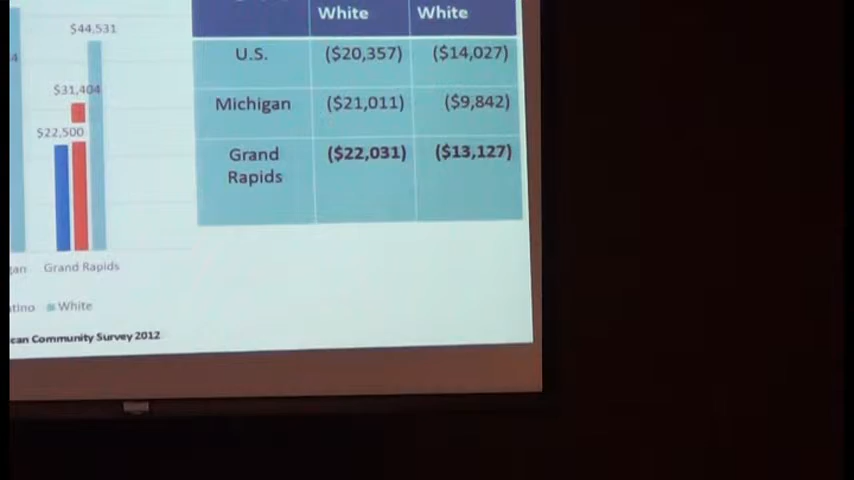 $44,531
$31,404
$22,500
Grand Rapids
White
can Community Survey 2012
White White
U.S. ($20,357) ($14,027)
Michigan ($21,011) ($9,842)
Grand Rapids ($22,031) ($13,127)